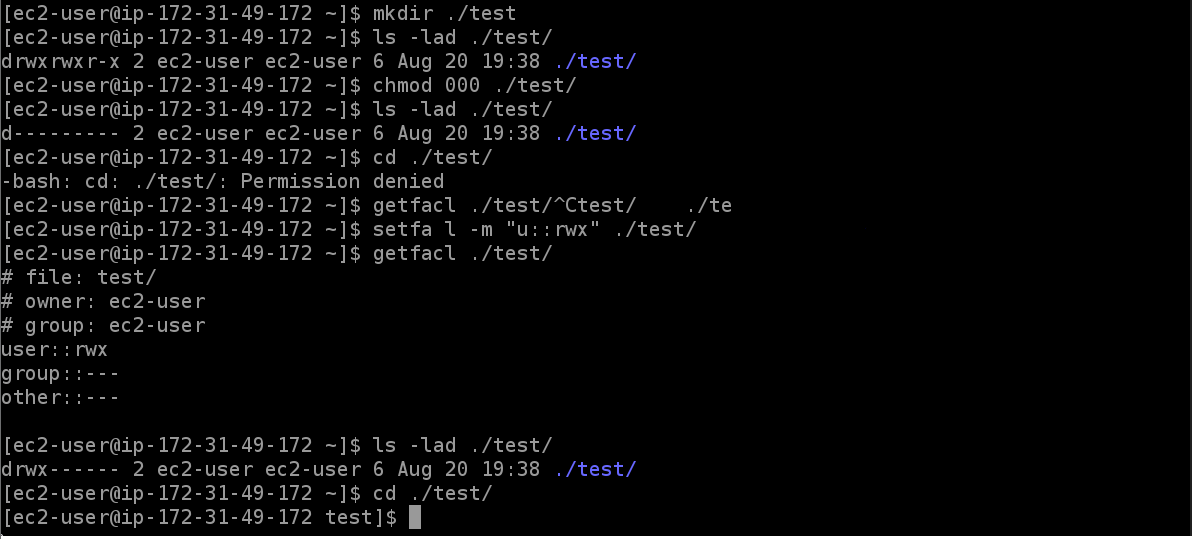 [ec2-user@ip-172-31-49-172 ~]$ mkdir ./test
[ec2-user@ip-172-31-49-172 ~]$ ls -lad ./test/
drwxrwxr-x 2 ec2-user ec2-user 6 Aug 20 19:38 ./test/
[ec2-user@ip-172-31-49-172 ~]$ chmod 000 ./test/
[ec2-user@ip-172-31-49-172 ~]$ ls -lad ./test/
d--------- 2 ec2-user ec2-user 6 Aug 20 19:38 ./test/
[ec2-user@ip-172-31-49-172 ~]$ cd ./test/
-bash: cd: ./test/: Permission denied
[ec2-user@ip-172-31-49-172 ~]$ getfacl ./test/^Ctest/    ./te
[ec2-user@ip-172-31-49-172 ~]$ setfa l -m "u::rwx" ./test/
[ec2-user@ip-172-31-49-172 ~]$ getfacl ./test/
# file: test/
# owner: ec2-user
# group: ec2-user
user::rwx
group::---
other::---
[ec2-user@ip-172-31-49-172 ~]$ ls -lad ./test/
drwx------ 2 ec2-user ec2-user 6 Aug 20 19:38 ./test/
[ec2-user@ip-172-31-49-172 ~]$ cd ./test/
[ec2-user@ip-172-31-49-172 test]$